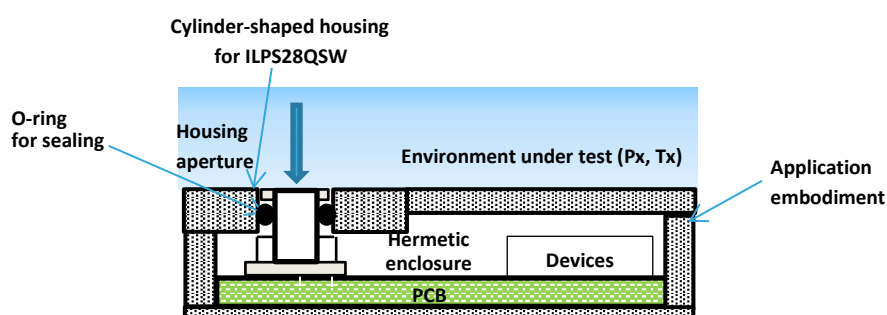 Cylinder-shaped housing
for ILPS28QSW
O-ring
for sealing
Housing
aperture
Environment under test (Px, Tx)
Application
embodiment
Hermetic
enclosure
Devices
PCB